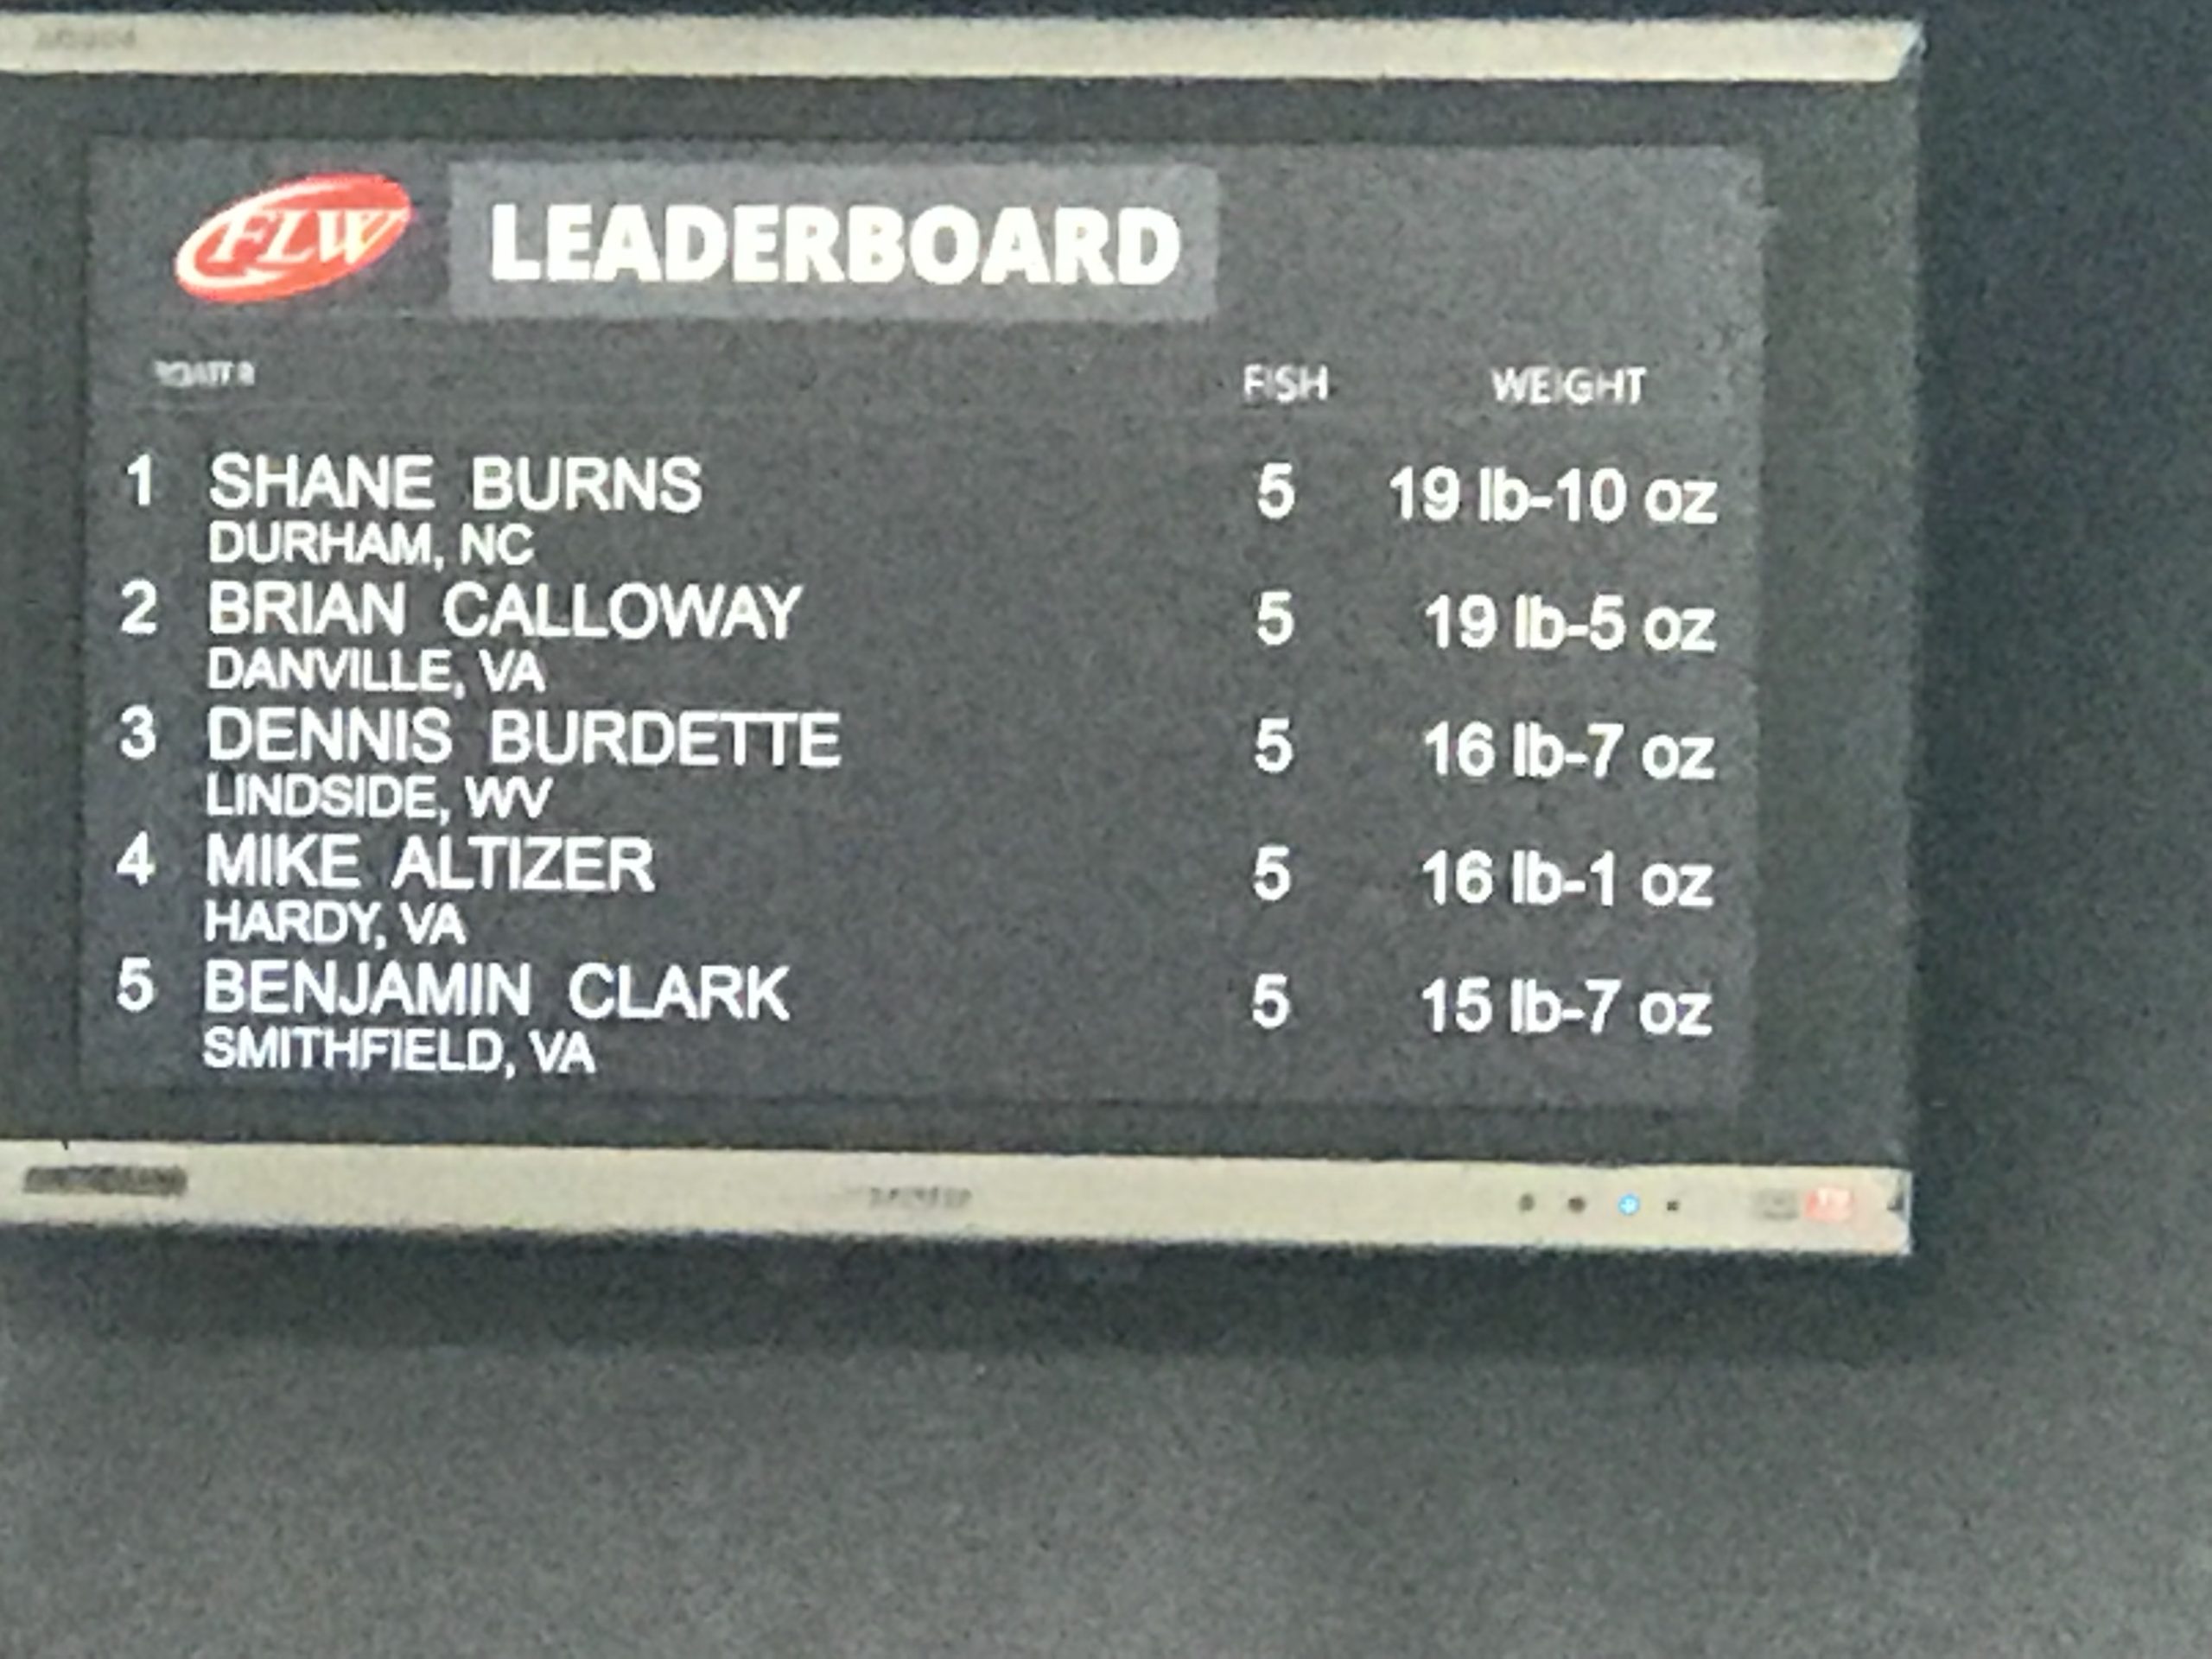 FLW LEADERBOARD
FISH WEIGHT
1 SHANE BURNS 5 19 lb-10 oz
DURHAM, NC
2 BRIAN CALLOWAY 5 19 lb-5 oz
DANVILLE, VA
3 DENNIS BURDETTE 5 16 lb-7 oz
LINDSIDE, WV
4 MIKE ALTIZER 5 16 lb-1 oz
HARDY, VA
5 BENJAMIN CLARK 5 15 lb-7 oz
SMITHFIELD, VA